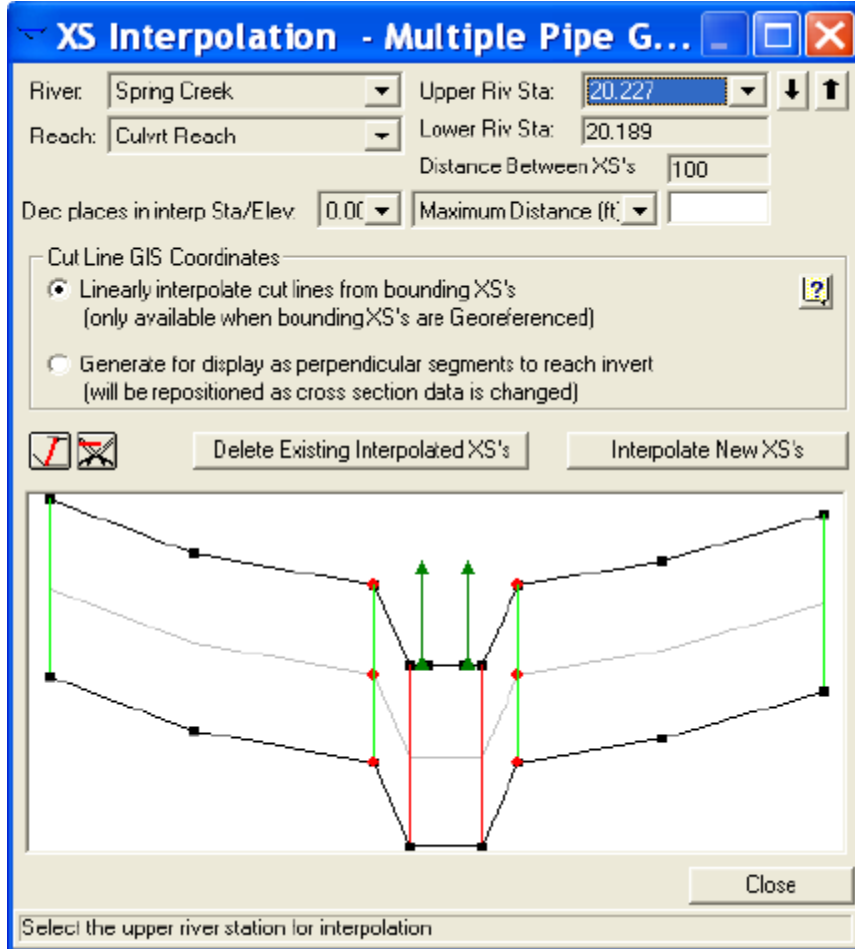 XS Interpolation - Multiple Pipe G...
River: Spring Creek Upper Riv Sta: 20.227
Reach: Culvrt Reach Lower Riv Sta: 20.189
Distance Between XS's 100
Dec places in interp Sta/Elev: 0.00 Maximum Distance (ft)
Cut Line GIS Coordinates
Linearly interpolate cut lines from bounding XS's
(only available when bounding XS's are Georeferenced)
?
Generate for display as perpendicular segments to reach invert
(will be repositioned as cross section data is changed)
Delete Existing Interpolated XS's Interpolate New XS's
Close
Select the upper river station for interpolation